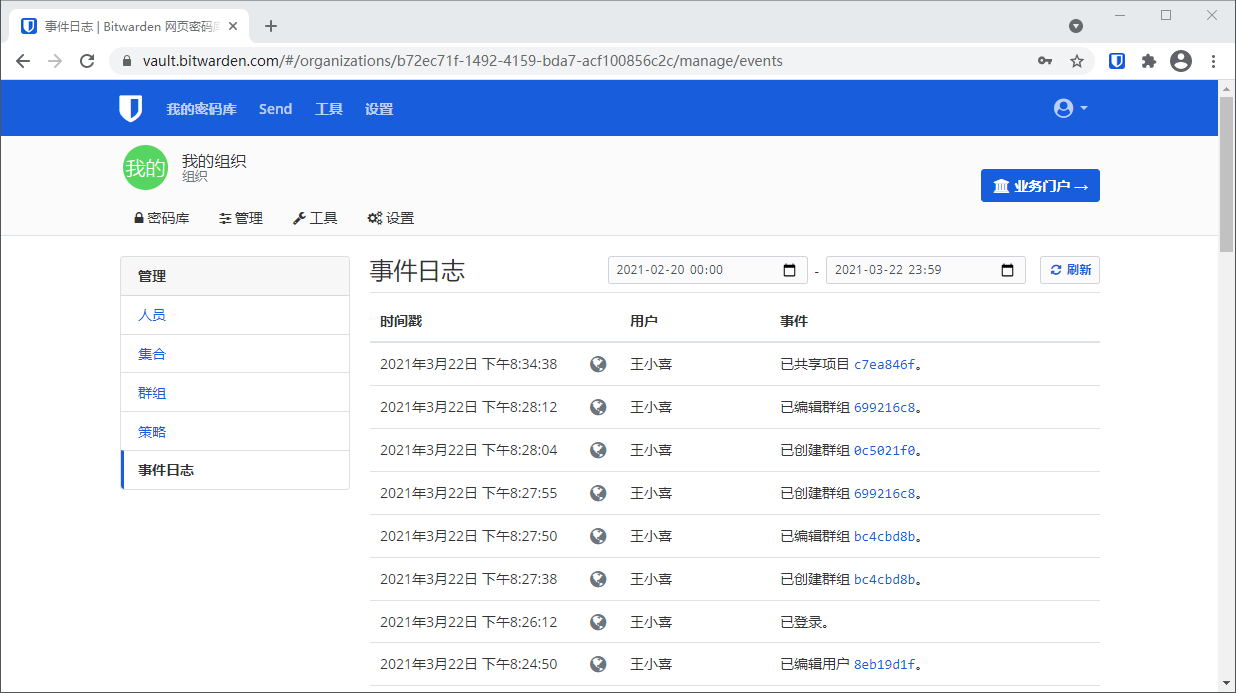 事件日志 | Bitwarden 网页密码库
vault.bitwarden.com/#/organizations/b72ec71f-1492-4159-bda7-acf100856c2c/manage/events
我的密码库 Send 工具 设置
我的 我的组织
组织
业务门户 →
密码库 管理 工具 设置
管理
人员
集合
群组
策略
事件日志
事件日志 2021-02-20 00:00 - 2021-03-22 23:59 刷新
时间戳 用户 事件
2021年3月22日 下午8:34:38 王小喜 已共享项目 c7ea846f。
2021年3月22日 下午8:28:12 王小喜 已编辑群组 699216c8。
2021年3月22日 下午8:28:04 王小喜 已创建群组 0c5021f0。
2021年3月22日 下午8:27:55 王小喜 已创建群组 699216c8。
2021年3月22日 下午8:27:50 王小喜 已编辑群组 bc4cbd8b。
2021年3月22日 下午8:27:38 王小喜 已创建群组 bc4cbd8b。
2021年3月22日 下午8:26:12 王小喜 已登录。
2021年3月22日 下午8:24:50 王小喜 已编辑用户 8eb19d1f。